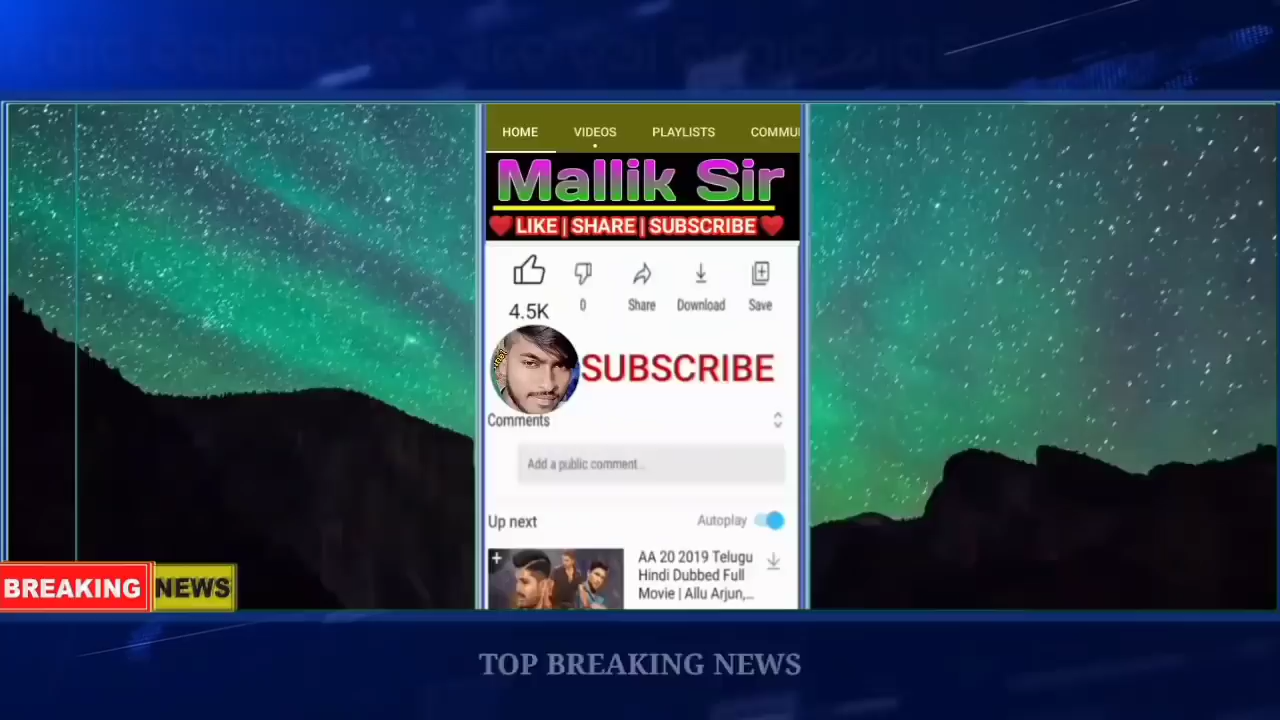 HOME VIDEOS PLAYLISTS COMMU
Mallik Sir
LIKE | SHARE | SUBSCRIBE
4.5K 0 Share Download Save
SUBSCRIBE
Comments
Add a public comment...
Up next Autoplay
AA 20 2019 Telugu
Hindi Dubbed Full
Movie | Allu Arjun,...
BREAKING NEWS
TOP BREAKING NEWS